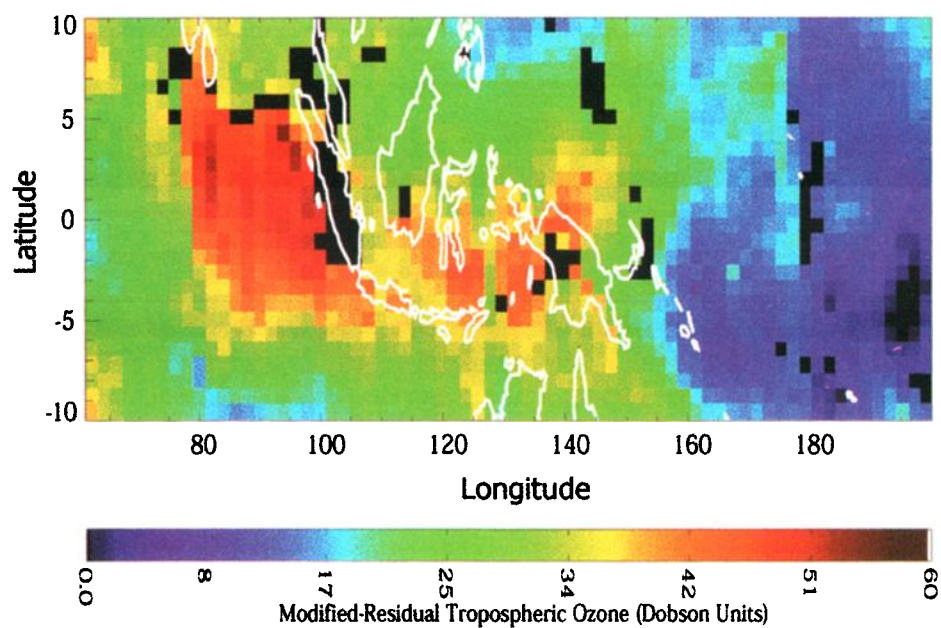 10
5
0
-5
-10
Latitude
80 100 120 140 160 180
Longitude
0.0 8 17 25 34 42 51 60
Modified-Residual Tropospheric Ozone (Dobson Units)